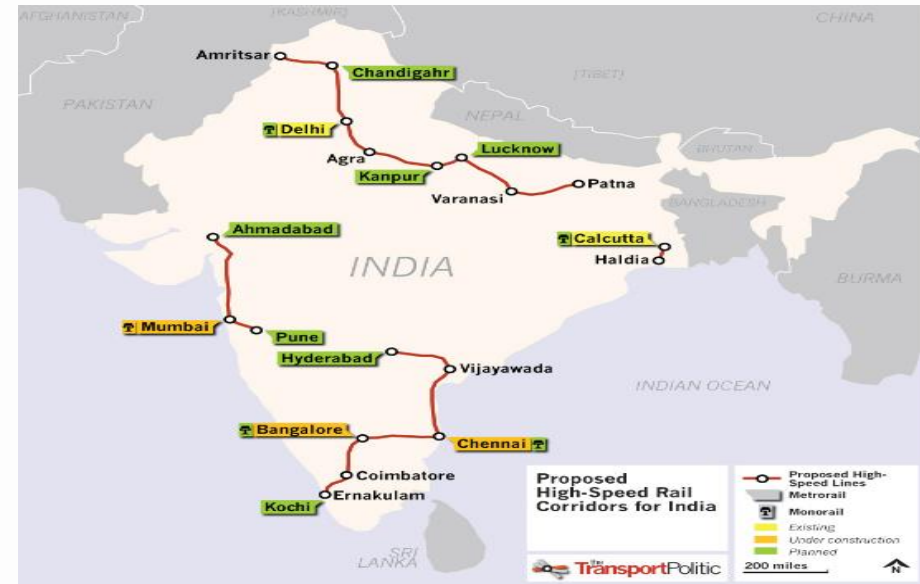 AFGHANISTAN
[KASHMIR]
CHINA
Amritsar
Chandigahr
[TIBET]
PAKISTAN
NEPAL
Delhi
Lucknow
BHUTAN
Agra
Kanpur
Patna
Varanasi
BANGLADESH
Ahmadabad
Calcutta
INDIA
Haldia
BURMA
Mumbai
Pune
Hyderabad
Vijayawada
INDIAN OCEAN
Bangalore
Chennai
Coimbatore
Ernakulam
Kochi
SRI
LANKA
Proposed
High-Speed Rail
Corridors for India
the TransportPolitic
Proposed High-
Speed Lines
Metrorail
Monorail
Existing
Under construction
Planned
200 miles
N